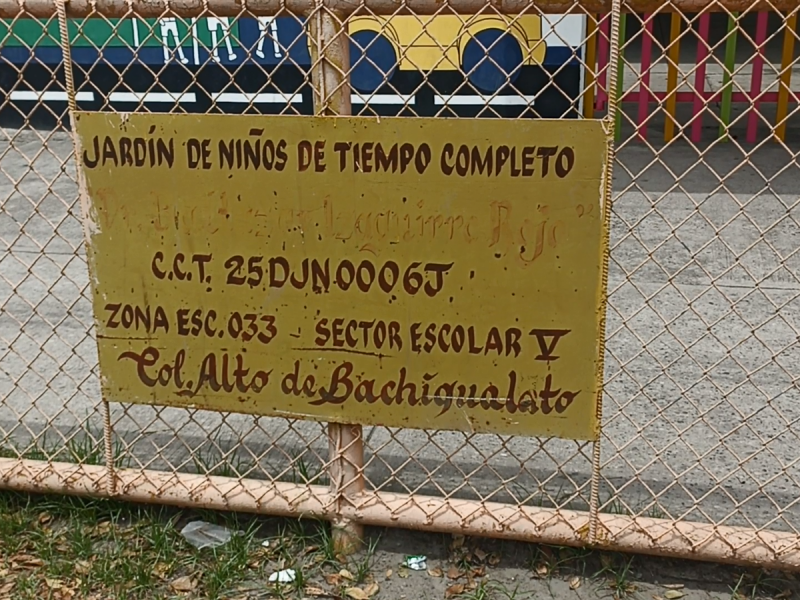 JARDÍN DE NIÑOS DE TIEMPO COMPLETO
C.C.T. 25DJN0006J
ZONA ESC. 033 - SECTOR ESCOLAR V
Col. Alto de Bachigualato